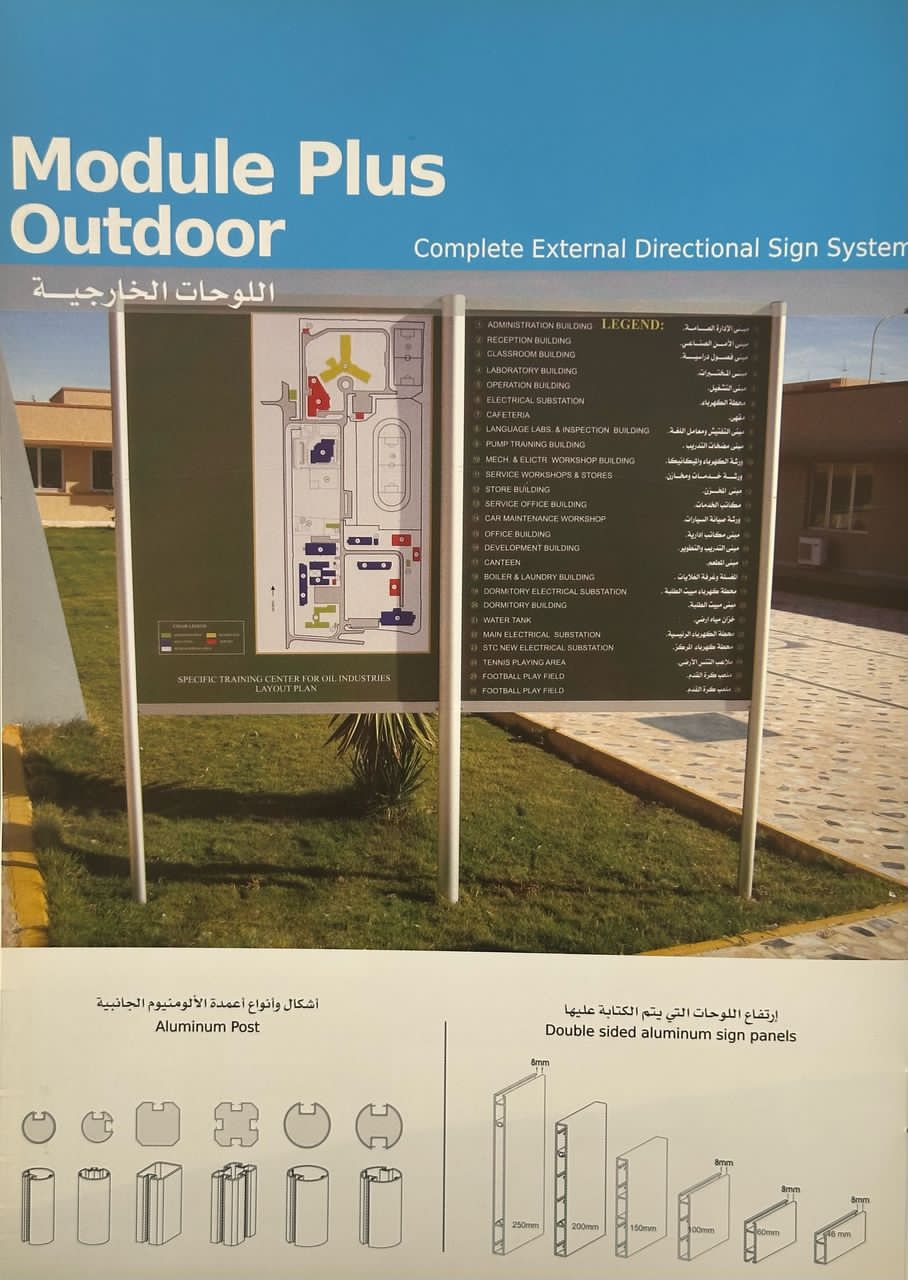 Module Plus
Outdoor
Complete External Directional Sign System
اللوحات الخارجية
LEGEND:
1 ADMINISTRATION BUILDING مبنى الأدارة العامة.
2 RECEPTION BUILDING مبنى الأمن الصناعي.
3 CLASSROOM BUILDING مبنى فصول دراسية.
4 LABORATORY BUILDING مبنى المختبرات.
5 OPERATION BUILDING مبنى التشغيل.
6 ELECTRICAL SUBSTATION محطة الكهرباء.
7 CAFETERIA مقهى.
8 LANGUAGE LABS. & INSPECTION BUILDING مبنى التفتيش ومعامل اللغة.
9 PUMP TRAINING BUILDING مبنى مضخات التدريب.
10 MECH. & ELICTR WORKSHOP BUILDING ورشة الكهرباء والميكانيكا.
11 SERVICE WORKSHOPS & STORES ورشة خدمات ومخازن.
12 STORE BUILDING مبنى المخزن.
13 SERVICE OFFICE BUILDING مكاتب الخدمات.
14 CAR MAINTENANCE WORKSHOP ورشة صيانة السيارات.
15 OFFICE BUILDING مبنى مكاتب إدارية.
16 DEVELOPMENT BUILDING مبنى التدريب والتطوير.
17 CANTEEN مبنى المطعم.
18 BOILER & LAUNDRY BUILDING المغسلة وغرفة الغلايات.
19 DORMITORY ELECTRICAL SUBSTATION محطة كهرباء مبيت الطلبة.
20 DORMITORY BUILDING مبنى مبيت الطلبة.
21 WATER TANK خزان مياه ارضي.
22 MAIN ELECTRICAL SUBSTATION محطة الكهرباء الرئيسية.
23 STC NEW ELECTRICAL SUBSTATION محطة كهرباء المركز.
24 TENNIS PLAYING AREA ملاعب التنس الأرضي.
25 FOOTBALL PLAY FIELD ملعب كرة القدم.
26 FOOTBALL PLAY FIELD ملعب كرة القدم.
COLOR LEGEND
SPECIFIC TRAINING CENTER FOR OIL INDUSTRIES
LAYOUT PLAN
أشكال وأنواع أعمدة الألومنيوم الجانبية
Aluminum Post
إرتفاع اللوحات التي يتم الكتابة عليها
Double sided aluminum sign panels
8mm
8mm
8mm
8mm
250mm
200mm
150mm
100mm
60mm
46 mm